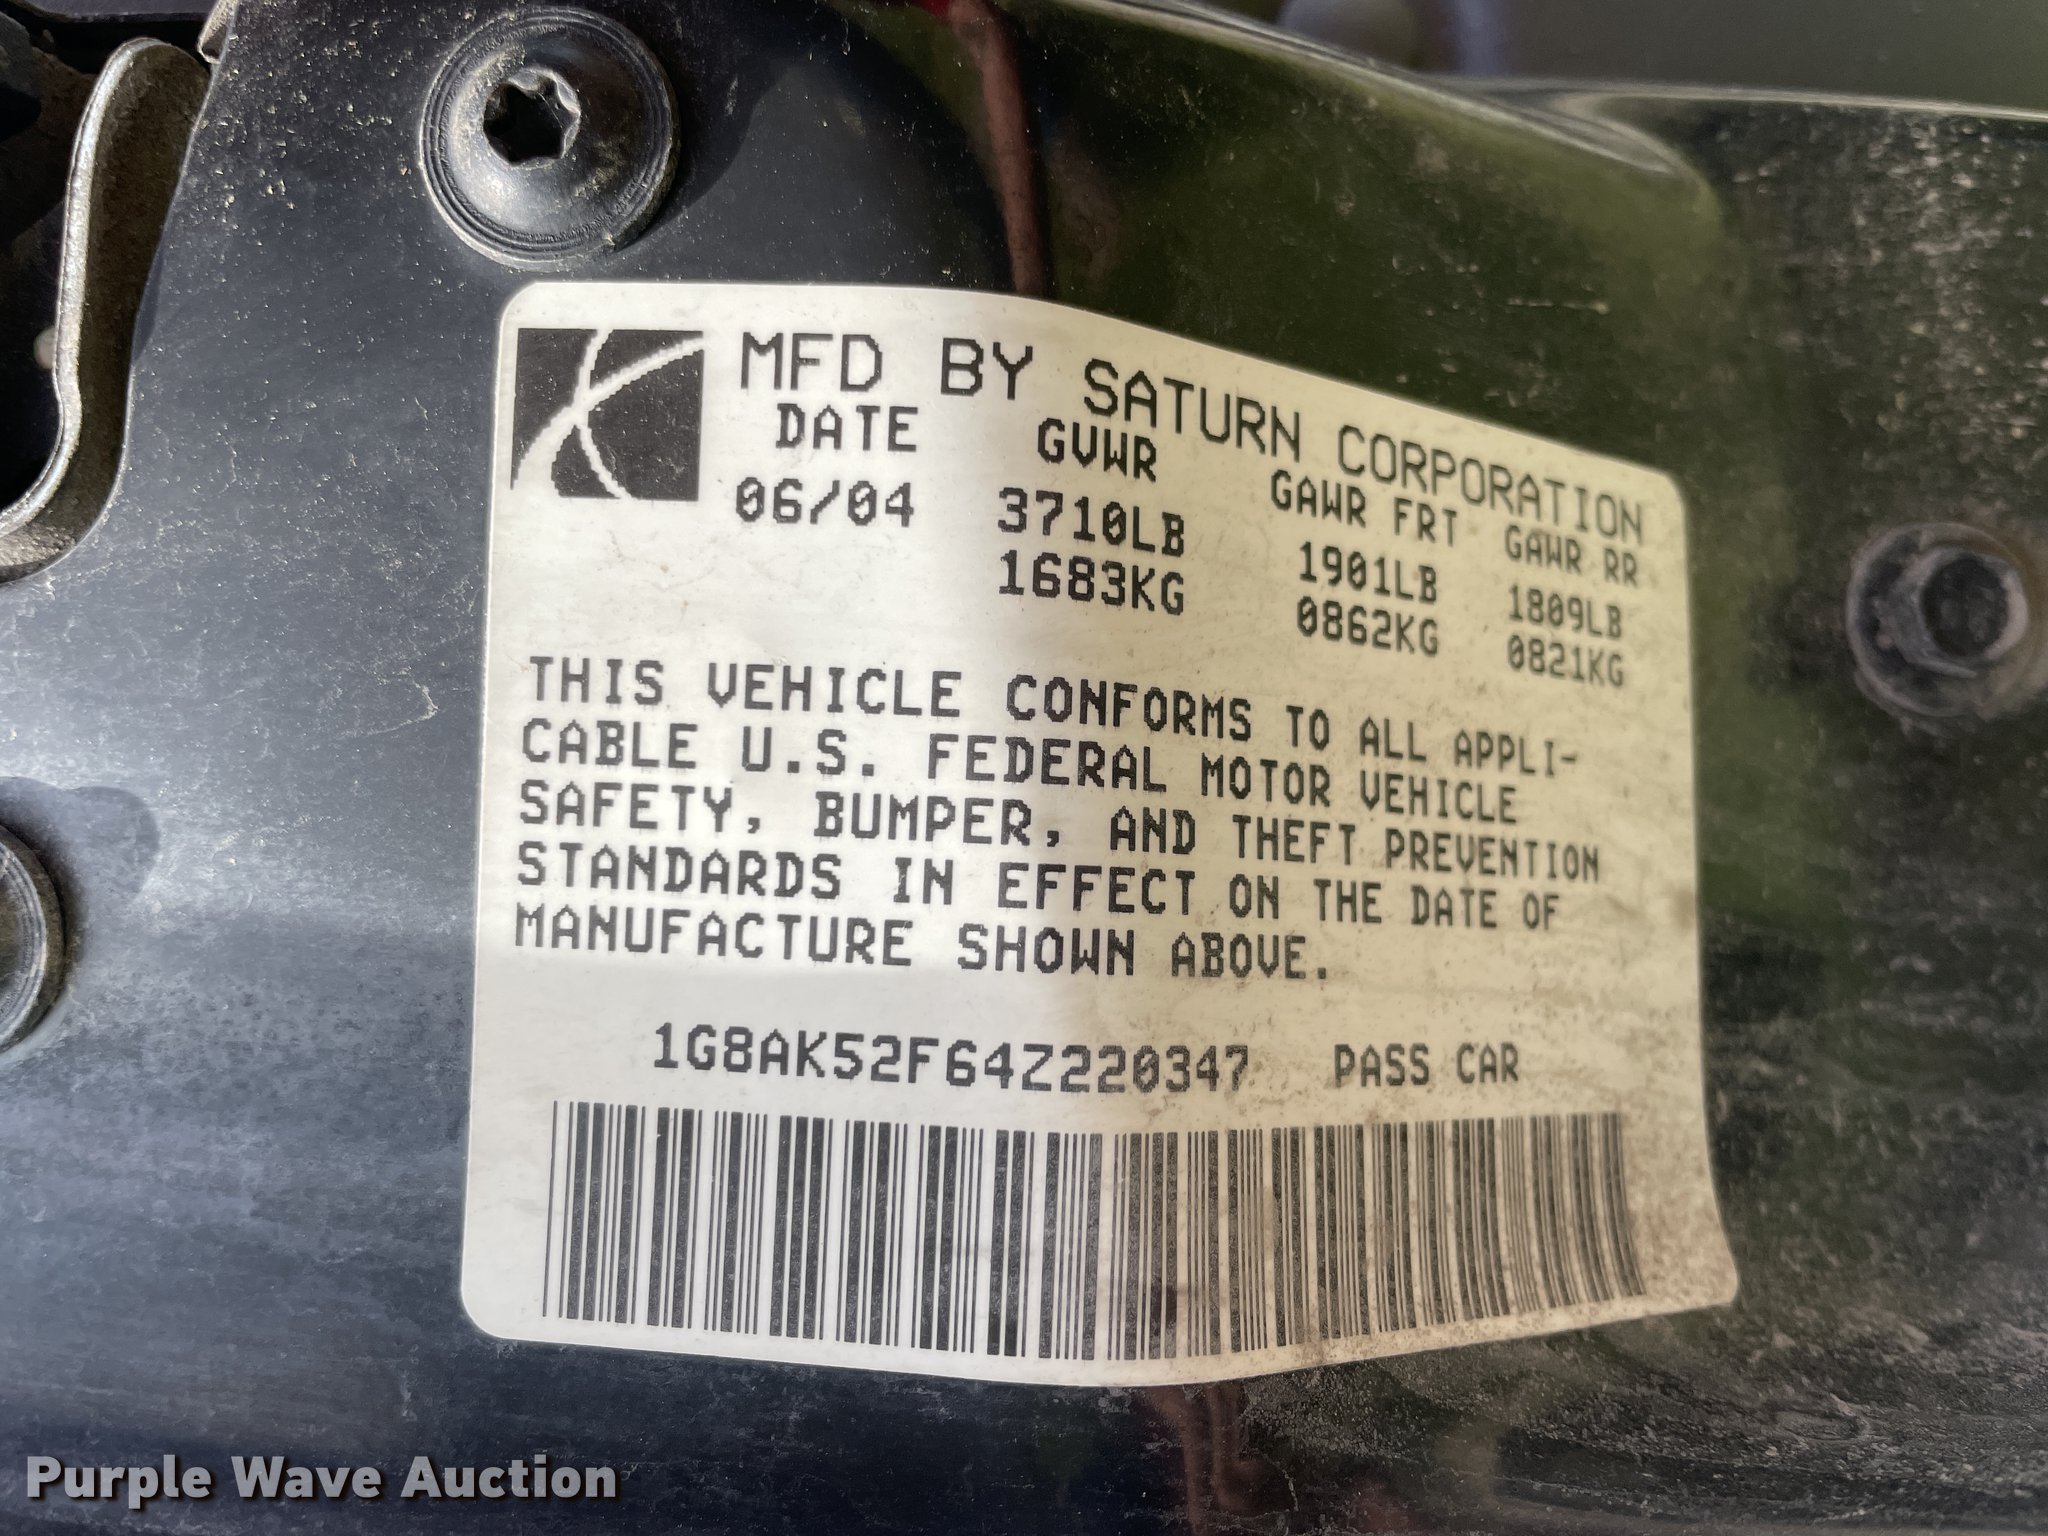 MFD BY SATURN CORPORATION
DATE GVWR GAWR FRT GAWR RR
06/04 3710LB 1901LB 1809LB
1683KG 0862KG 0821KG
THIS VEHICLE CONFORMS TO ALL APPLI-
CABLE U.S. FEDERAL MOTOR VEHICLE
SAFETY, BUMPER, AND THEFT PREVENTION
STANDARDS IN EFFECT ON THE DATE OF
MANUFACTURE SHOWN ABOVE.
1G8AK52F64Z220347 PASS CAR
Purple Wave Auction